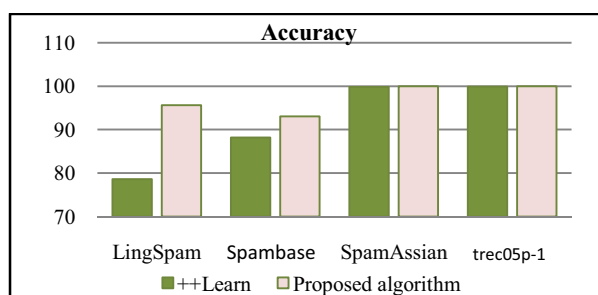 Accuracy
110
100
90
80
70
LingSpam Spambase SpamAssian trec05p-1
++Learn Proposed algorithm